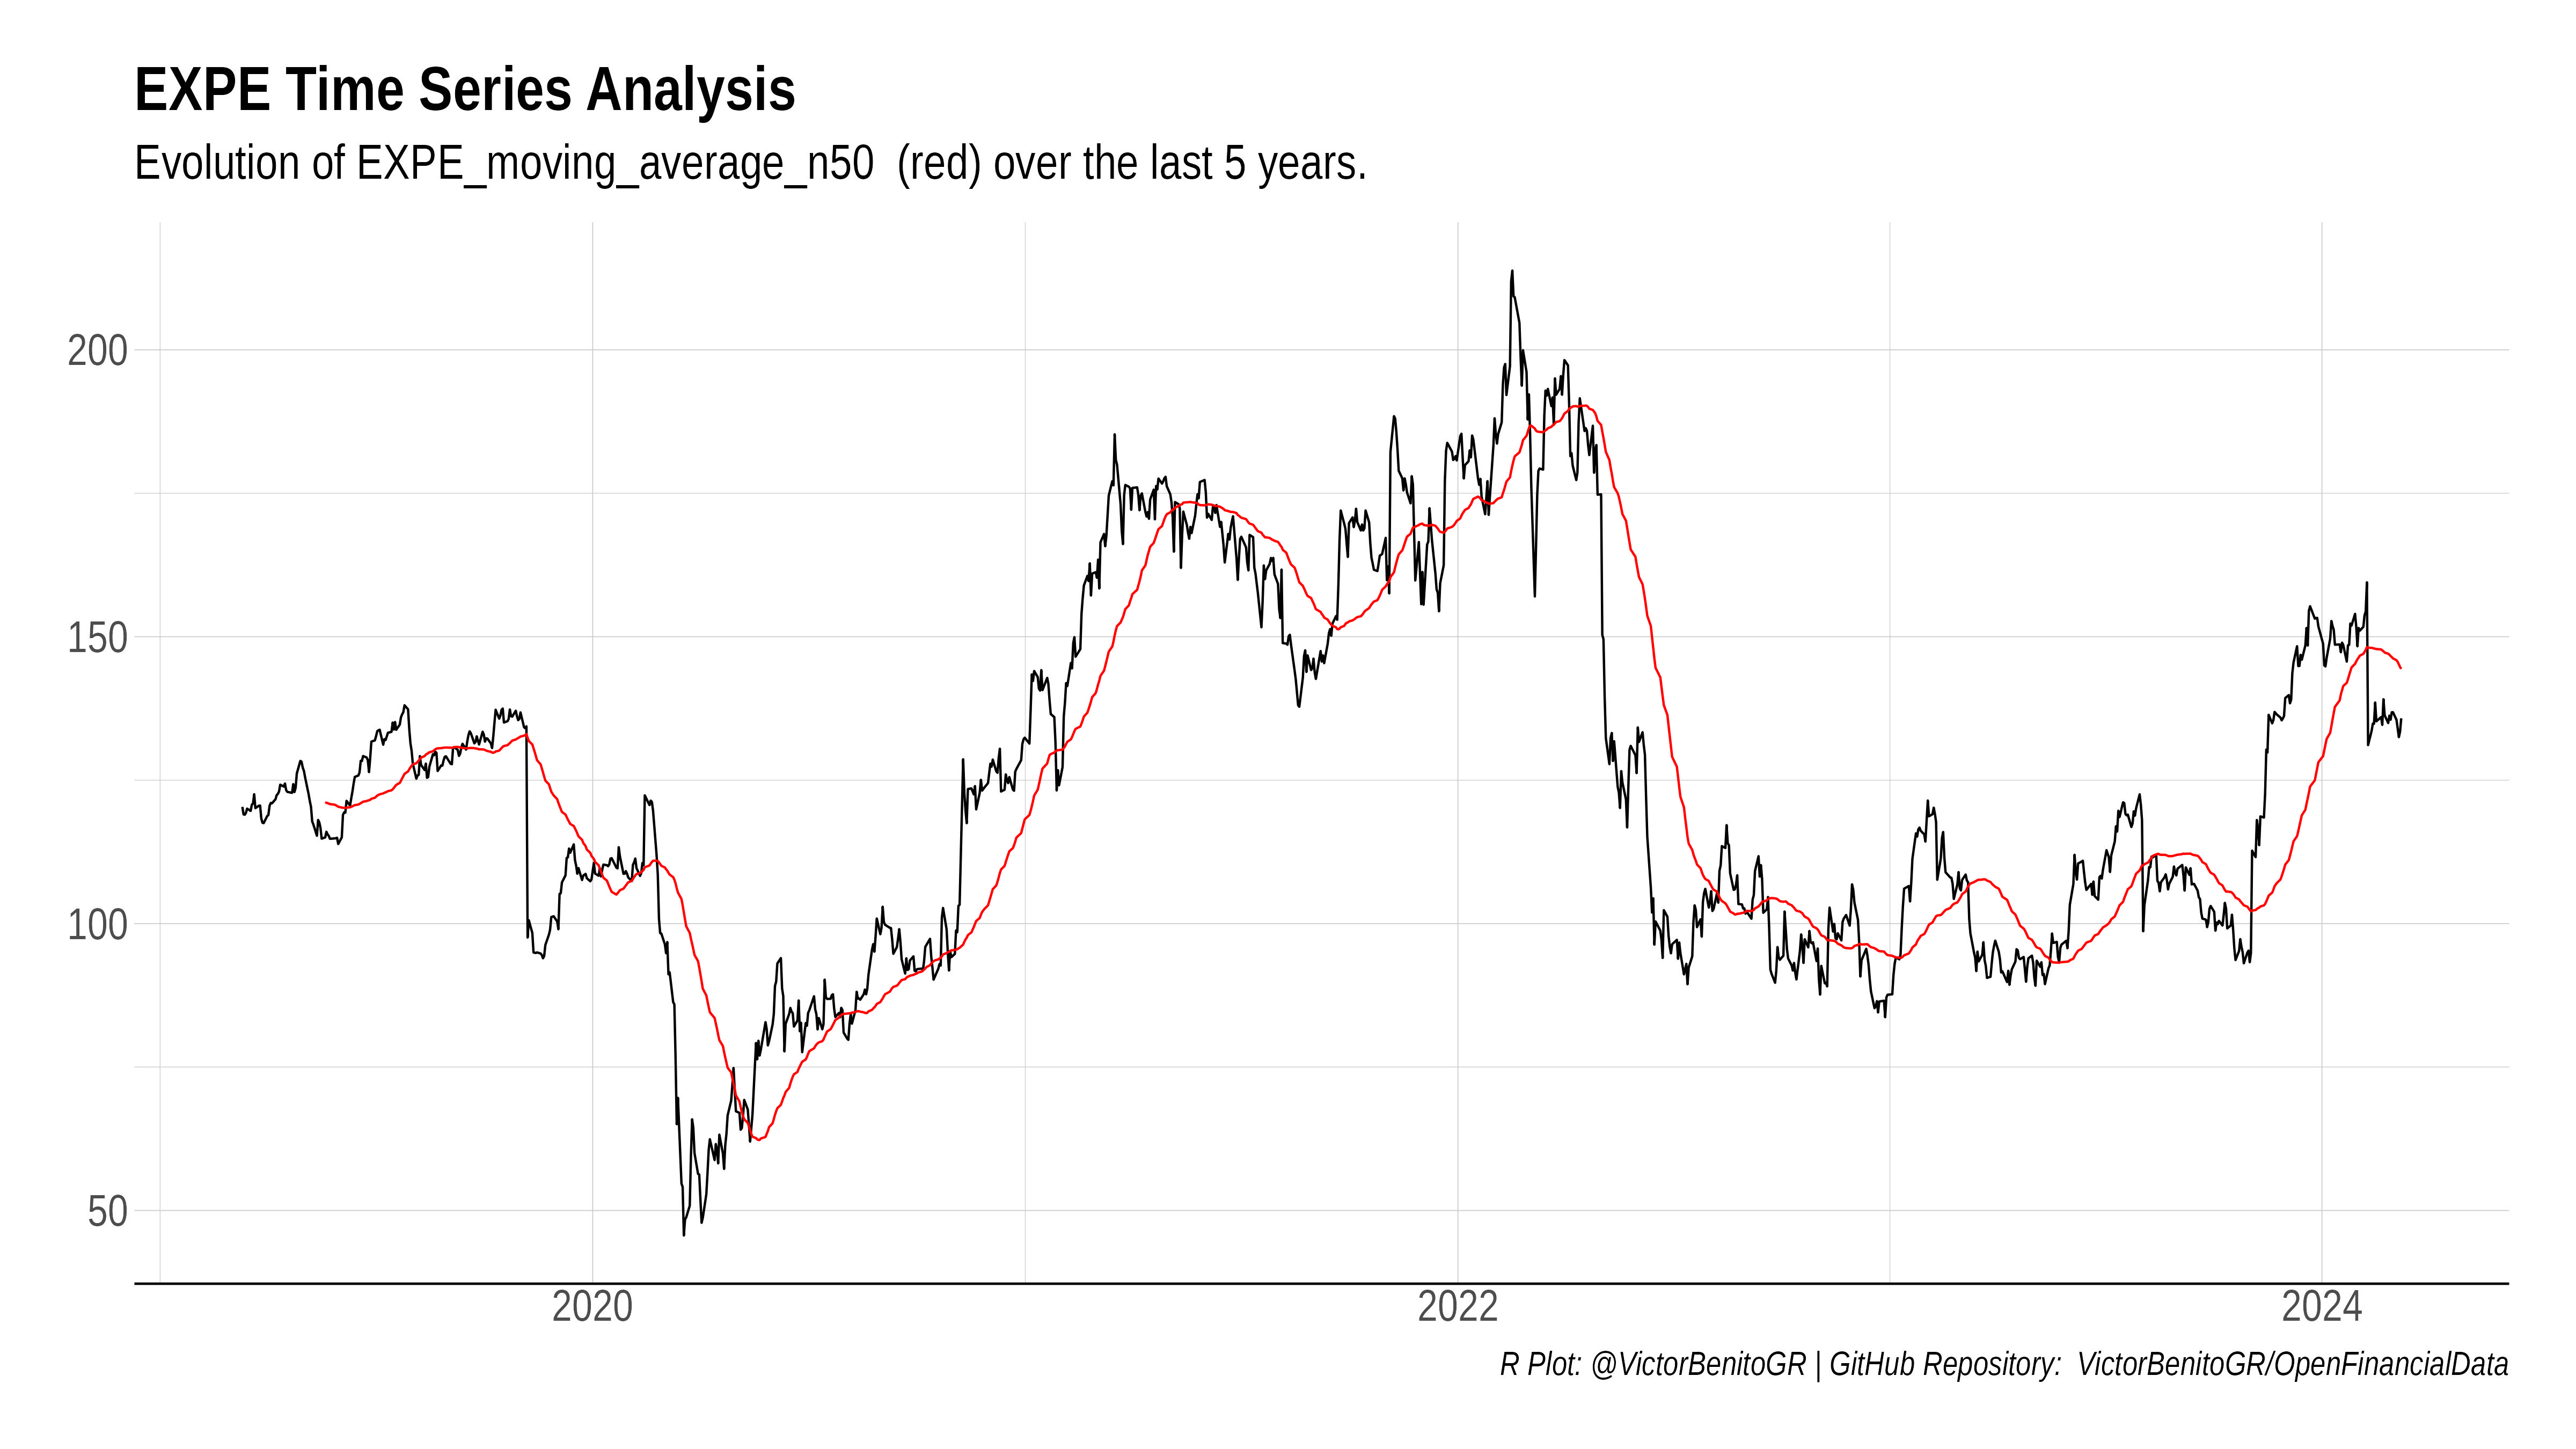 EXPE Time Series Analysis
Evolution of EXPE_moving_average_n50  (red) over the last 5 years.
200
150
100
50
2020 2022 2024
R Plot: @VictorBenitoGR | GitHub Repository:  VictorBenitoGR/OpenFinancialData